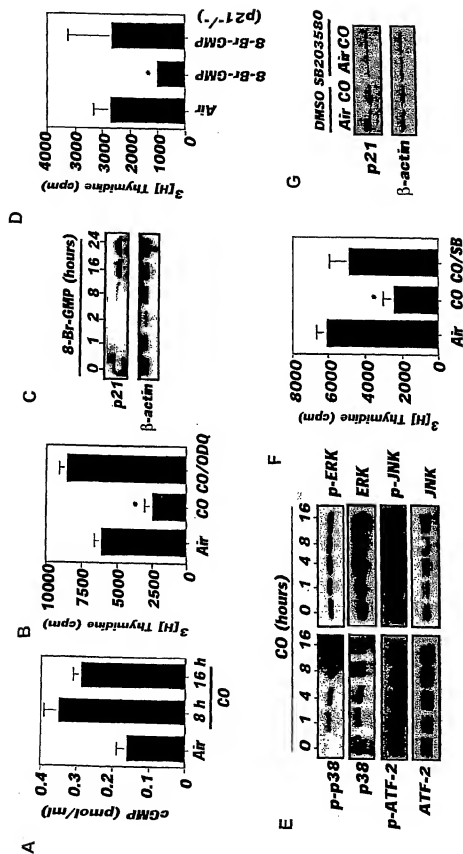 A
cGMP (pmol/ml)
0.4
0.3
0.2
0.1
0
Air
8 h
16 h
CO
B
3[H] Thymidine (cpm)
10000
7500
5000
2500
0
Air
CO
CO/ODQ
C
8-Br-GMP (hours)
0 1 2 8 16 24
p21
β-actin
D
3[H] Thymidine (cpm)
4000
3000
2000
1000
0
Air
8-Br-GMP
8-Br-GMP
(p21-/-)
E
CO (hours)
0 1 4 8 16
0 1 4 8 16
p-p38
p38
p-ATF-2
ATF-2
p-ERK
ERK
p-JNK
JNK
F
3[H] Thymidine (cpm)
8000
6000
4000
2000
0
Air
CO
CO/SB
G
DMSO SB203580
Air CO Air CO
p21
β-actin